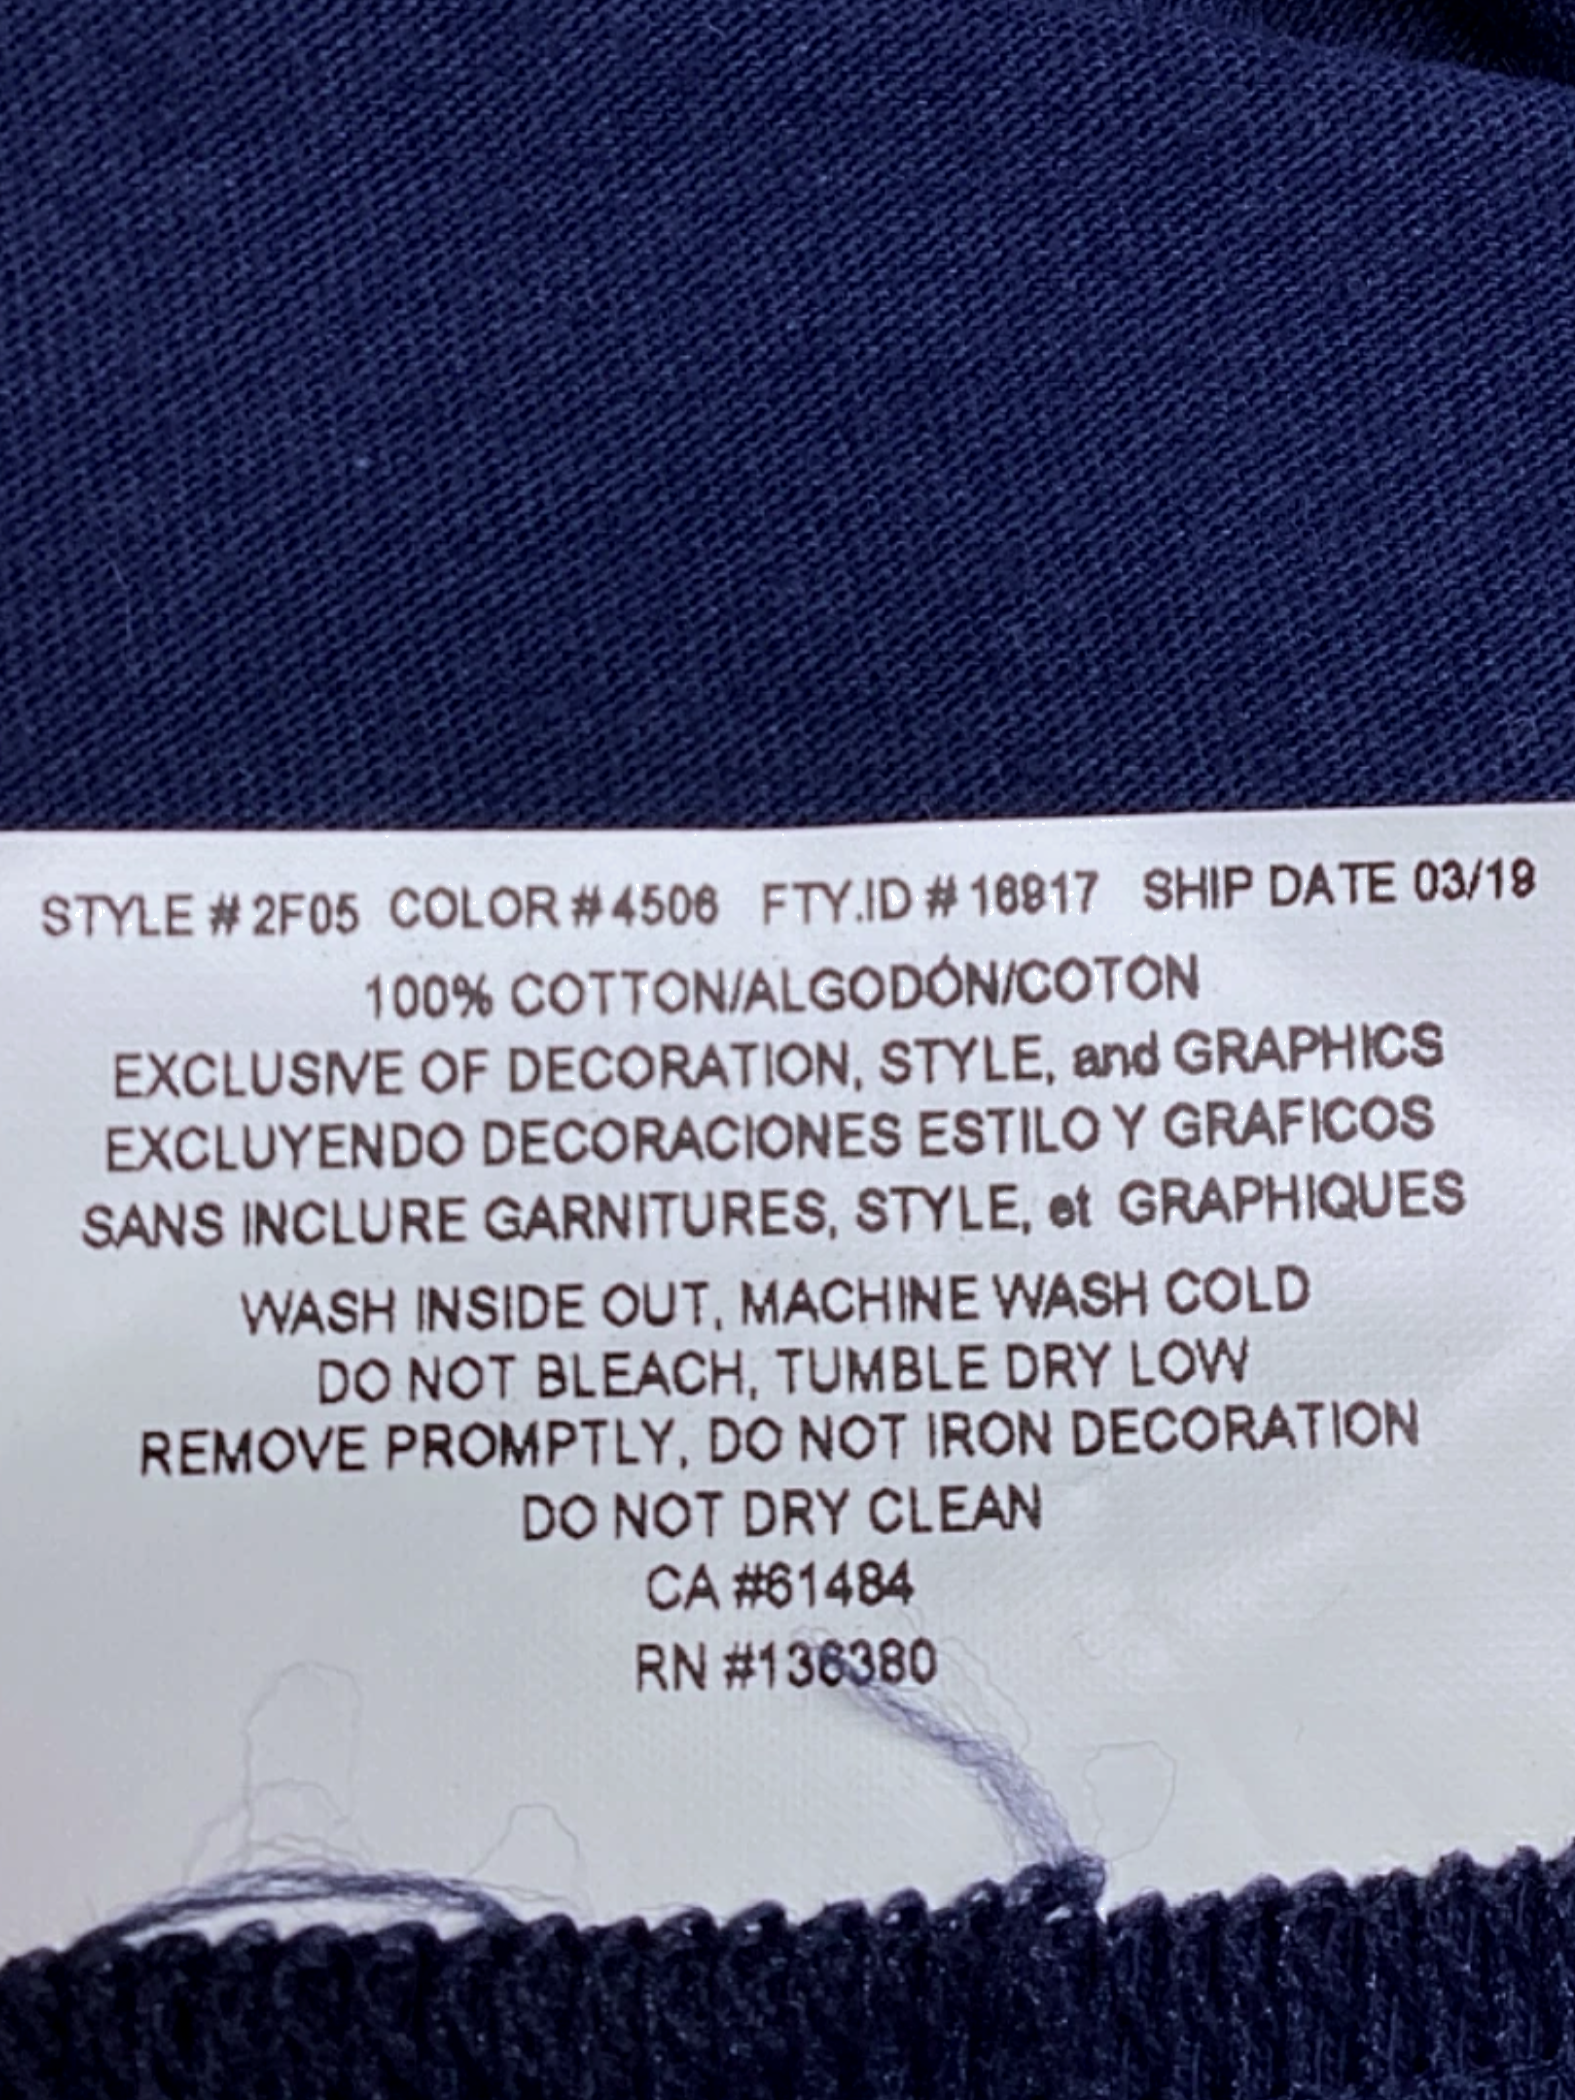 STYLE # 2F05 COLOR #4506 FTY.ID # 16917 SHIP DATE 03/19
100% COTTON/ALGODÓN/COTON
EXCLUSIVE OF DECORATION, STYLE, and GRAPHICS
EXCLUYENDO DECORACIONES ESTILO Y GRAFICOS
SANS INCLURE GARNITURES, STYLE, et GRAPHIQUES
WASH INSIDE OUT, MACHINE WASH COLD
DO NOT BLEACH, TUMBLE DRY LOW
REMOVE PROMPTLY, DO NOT IRON DECORATION
DO NOT DRY CLEAN
CA #61484
RN #136380